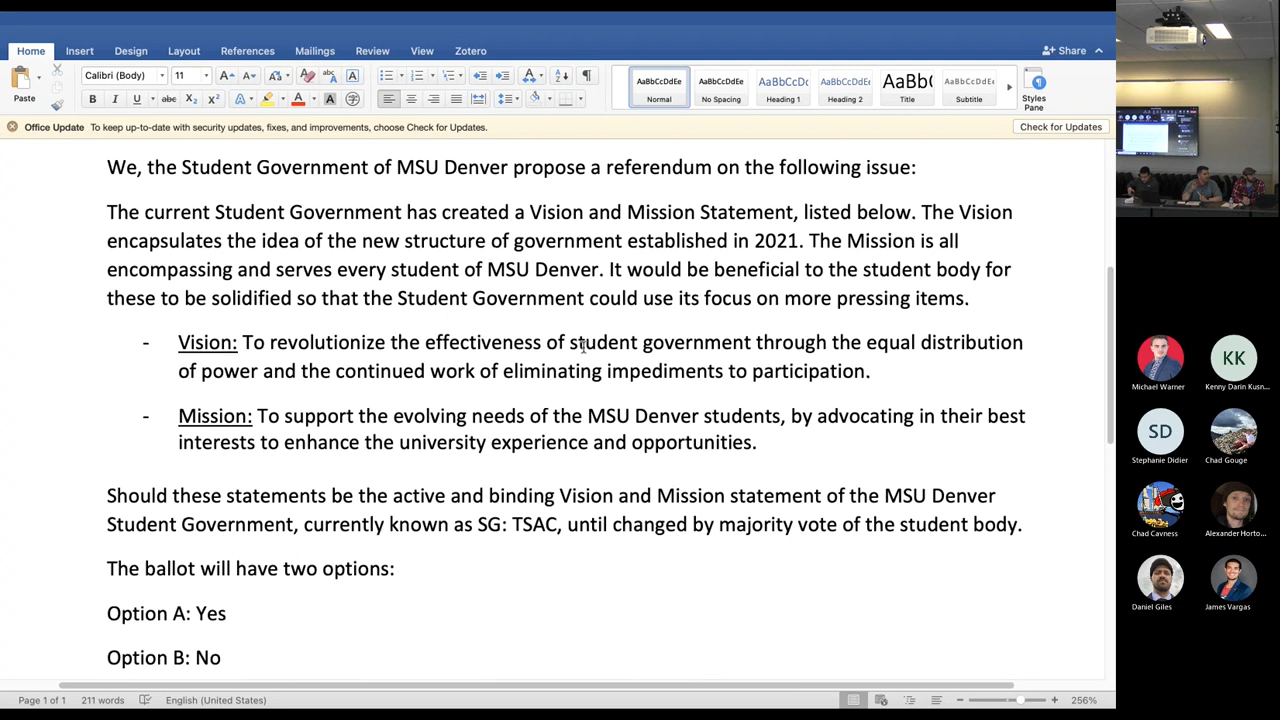 Home Insert Design Layout References Mailings Review View Zotero Share
Calibri (Body) 11
Paste
AaBbCcDdEe AaBbCcDdEe AaBbCcDc AaBbCcDdEe AaBb( AaBbCcDdEe
Normal No Spacing Heading 1 Heading 2 Title Subtitle Styles Pane
Office Update To keep up-to-date with security updates, fixes, and improvements, choose Check for Updates. Check for Updates
We, the Student Government of MSU Denver propose a referendum on the following issue:
The current Student Government has created a Vision and Mission Statement, listed below. The Vision
encapsulates the idea of the new structure of government established in 2021. The Mission is all
encompassing and serves every student of MSU Denver. It would be beneficial to the student body for
these to be solidified so that the Student Government could use its focus on more pressing items.
- Vision: To revolutionize the effectiveness of student government through the equal distribution
of power and the continued work of eliminating impediments to participation.
- Mission: To support the evolving needs of the MSU Denver students, by advocating in their best
interests to enhance the university experience and opportunities.
Should these statements be the active and binding Vision and Mission statement of the MSU Denver
Student Government, currently known as SG: TSAC, until changed by majority vote of the student body.
The ballot will have two options:
Option A: Yes
Option B: No
Page 1 of 1 211 words English (United States) 256%
KK
Michael Warner Kenny Darin Kusn...
SD
Stephanie Didier Chad Gouge
Chad Cavness Alexander Horto...
Daniel Giles James Vargas